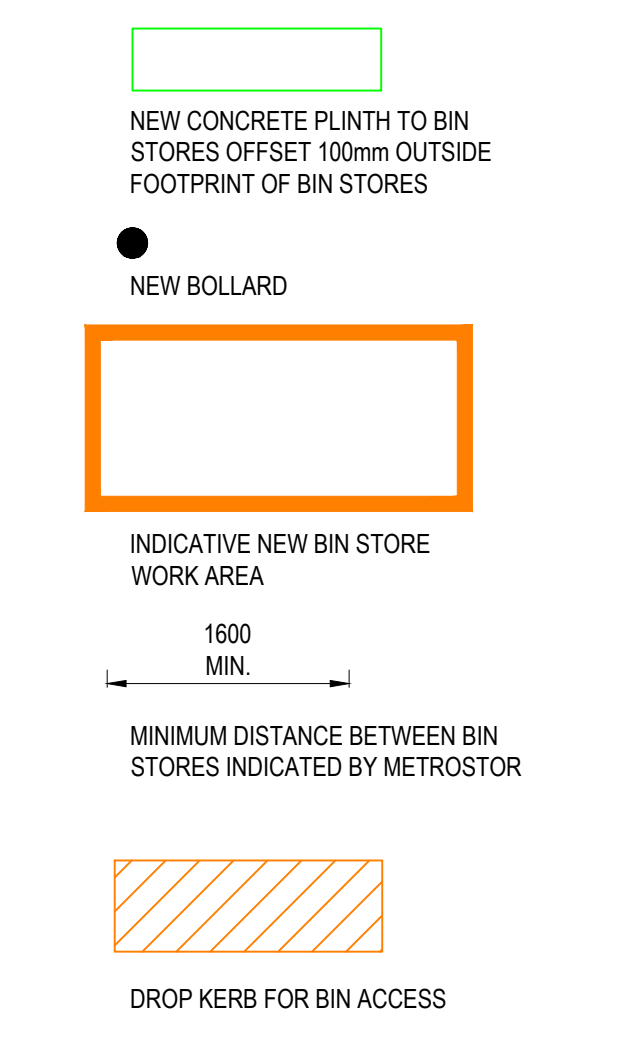 NEW CONCRETE PLINTH TO BIN
STORES OFFSET 100mm OUTSIDE
FOOTPRINT OF BIN STORES
NEW BOLLARD
INDICATIVE NEW BIN STORE
WORK AREA
1600
MIN.
MINIMUM DISTANCE BETWEEN BIN
STORES INDICATED BY METROSTOR
DROP KERB FOR BIN ACCESS